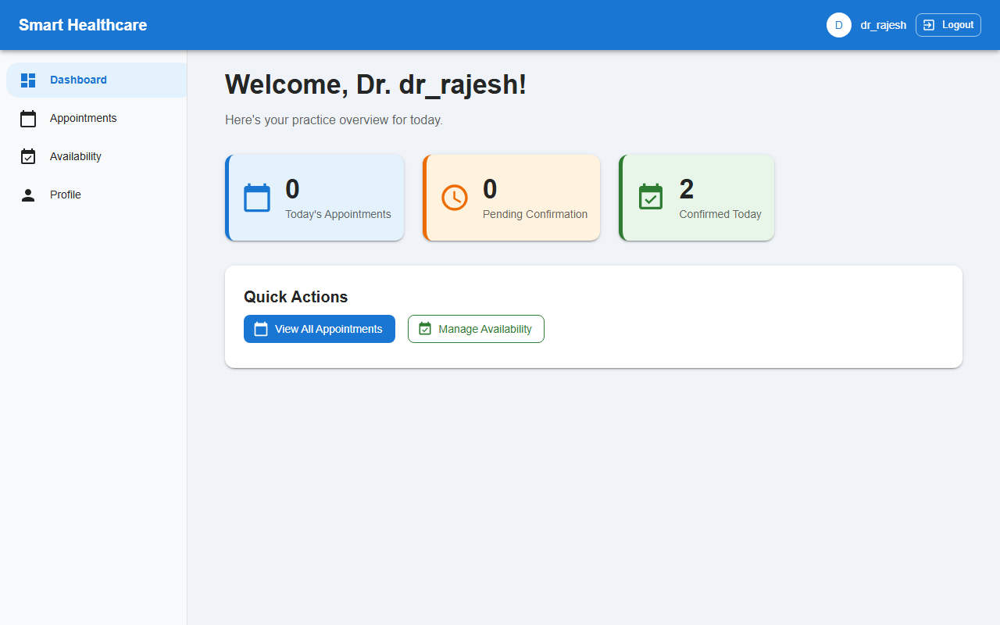 Smart Healthcare
D
dr_rajesh
Logout
Dashboard
Appointments
Availability
Profile
Welcome, Dr. dr_rajesh!
Here's your practice overview for today.
0
Today's Appointments
0
Pending Confirmation
2
Confirmed Today
Quick Actions
View All Appointments
Manage Availability